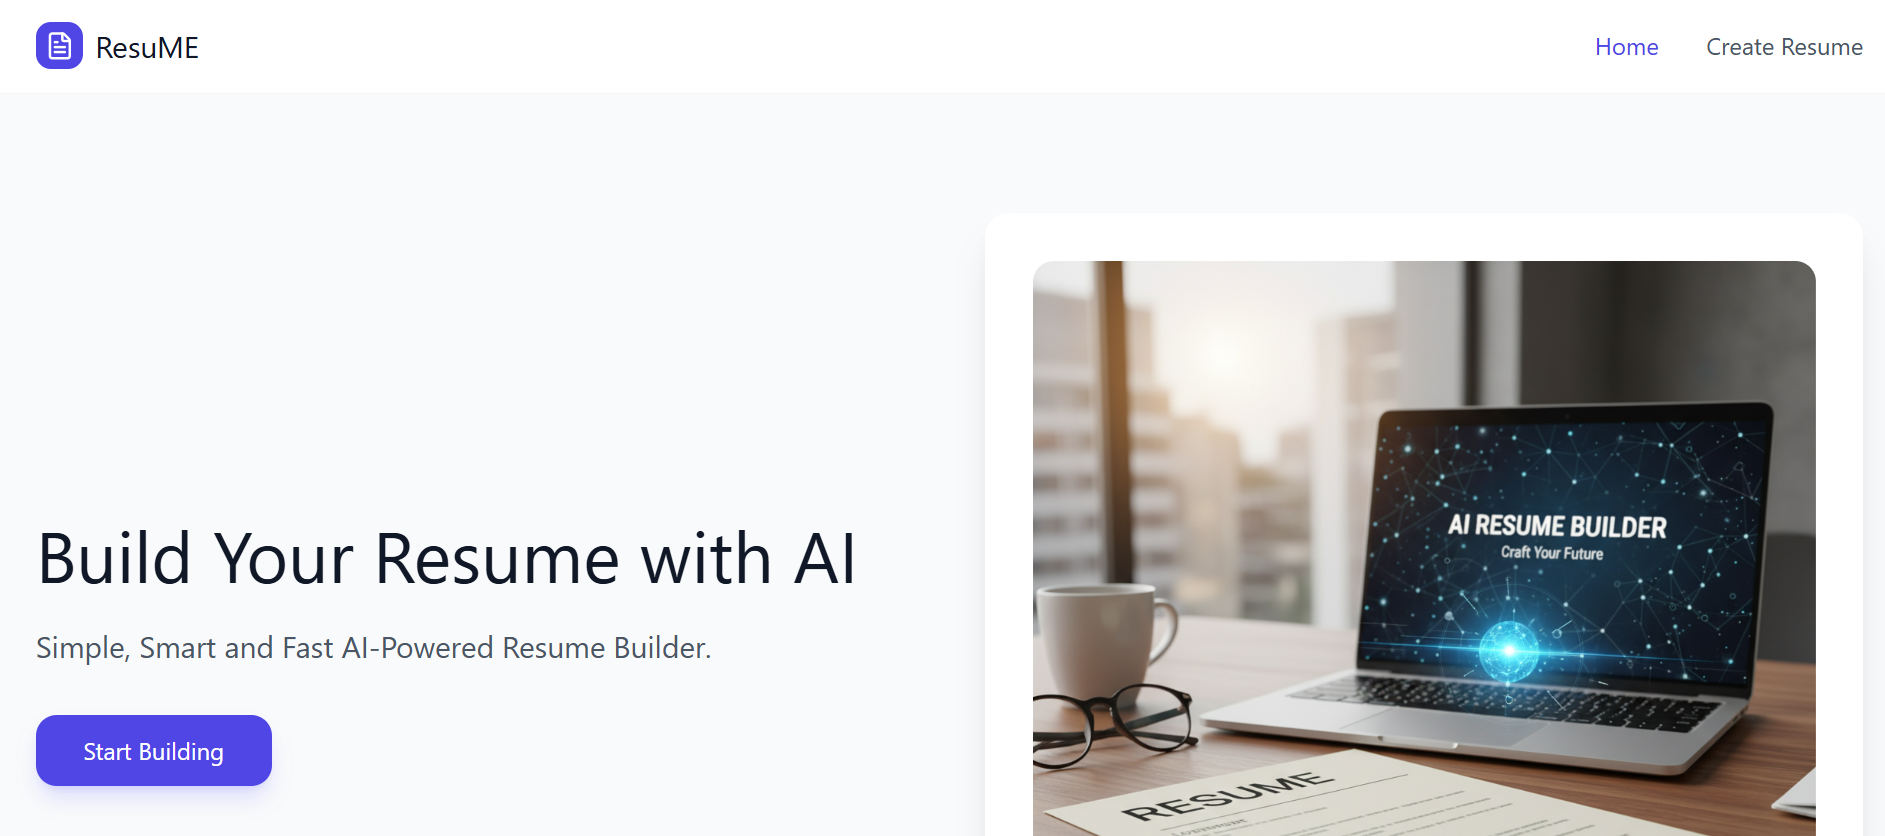 ResuME
Home
Create Resume
Build Your Resume with AI
Simple, Smart and Fast AI-Powered Resume Builder.
Start Building
AI RESUME BUILDER
Craft Your Future
RESUME